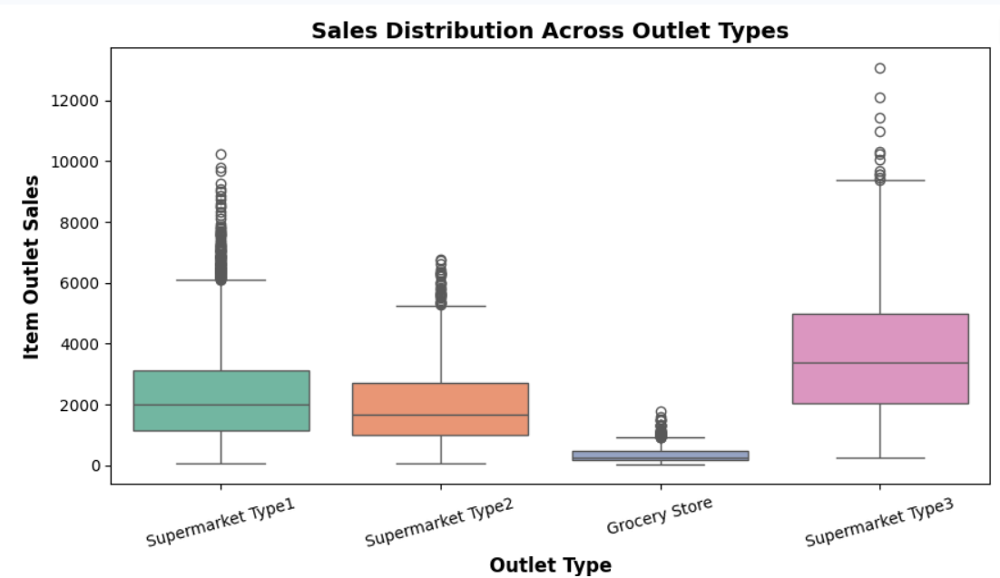 Sales Distribution Across Outlet Types
Item Outlet Sales
12000
10000
8000
6000
4000
2000
0
Supermarket Type1
Supermarket Type2
Grocery Store
Supermarket Type3
Outlet Type